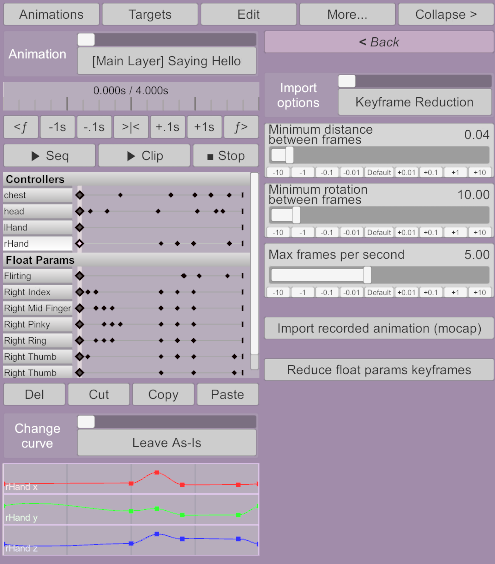 Animations
Targets
Edit
More...
Collapse >
Animation
[Main Layer] Saying Hello
0.000s / 4.000s
<ƒ
-1s
-.1s
>|<
+.1s
+1s
ƒ>
▶ Seq
▶ Clip
■ Stop
Controllers
chest
head
lHand
rHand
Float Params
Flirting
Right Index
Right Mid Finger
Right Pinky
Right Ring
Right Thumb
Right Thumb
Del
Cut
Copy
Paste
Change
curve
Leave As-Is
rHand x
rHand y
rHand z
< Back
Import
options
Keyframe Reduction
Minimum distance
between frames
0.04
-10
-1
-0.1
-0.01
Default
+0.01
+0.1
+1
+10
Minimum rotation
between frames
10.00
-10
-1
-0.1
-0.01
Default
+0.01
+0.1
+1
+10
Max frames per second
5.00
-10
-1
-0.1
-0.01
Default
+0.01
+0.1
+1
+10
Import recorded animation (mocap)
Reduce float params keyframes